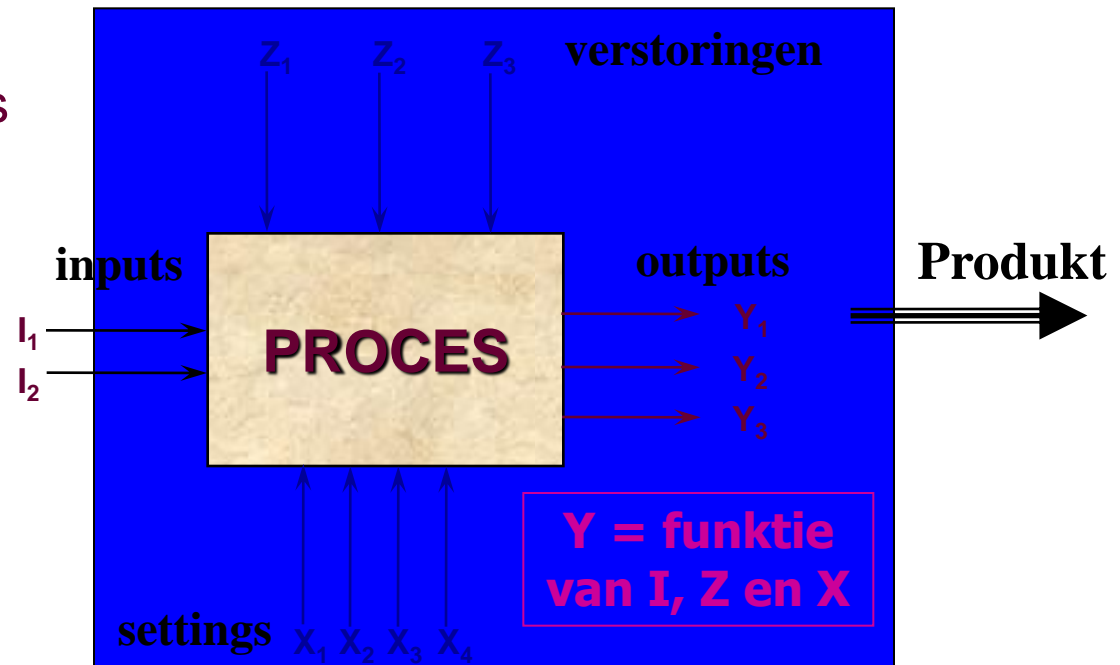 Z₁ Z₂ Z₃ verstoringen
s
inputs
outputs
Produkt
I₁
I₂
PROCES
Y₁
Y₂
Y₃
Y = funktie
van I, Z en X
settings
X₁ X₂ X₃ X₄